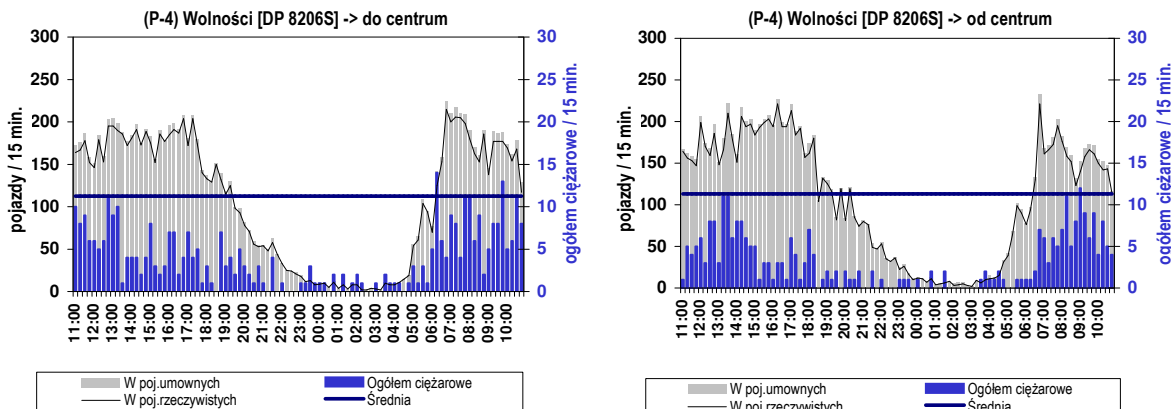 (P-4) Wolności [DP 8206S] -> do centrum
300
250
200
150
100
50
0
pojazdy / 15 min.
30
25
20
15
10
5
0
ogółem ciężarowe / 15 min.
11:00 12:00 13:00 14:00 15:00 16:00 17:00 18:00 19:00 20:00 21:00 22:00 23:00 00:00 01:00 02:00 03:00 04:00 05:00 06:00 07:00 08:00 09:00 10:00
W poj.umownych
Ogółem ciężarowe
W poj.rzeczywistych
Średnia
(P-4) Wolności [DP 8206S] -> od centrum
300
250
200
150
100
50
0
pojazdy / 15 min.
30
25
20
15
10
5
0
ogółem ciężarowe / 15 min.
11:00 12:00 13:00 14:00 15:00 16:00 17:00 18:00 19:00 20:00 21:00 22:00 23:00 00:00 01:00 02:00 03:00 04:00 05:00 06:00 07:00 08:00 09:00 10:00
W poj.umownych
Ogółem ciężarowe
W poj.rzeczywistych
Średnia